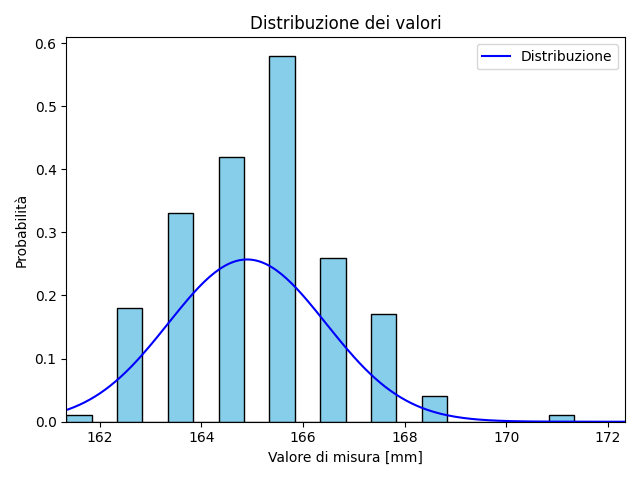 Distribuzione dei valori
Distribuzione
Probabilità
0.6
0.5
0.4
0.3
0.2
0.1
0.0
162 164 166 168 170 172
Valore di misura [mm]